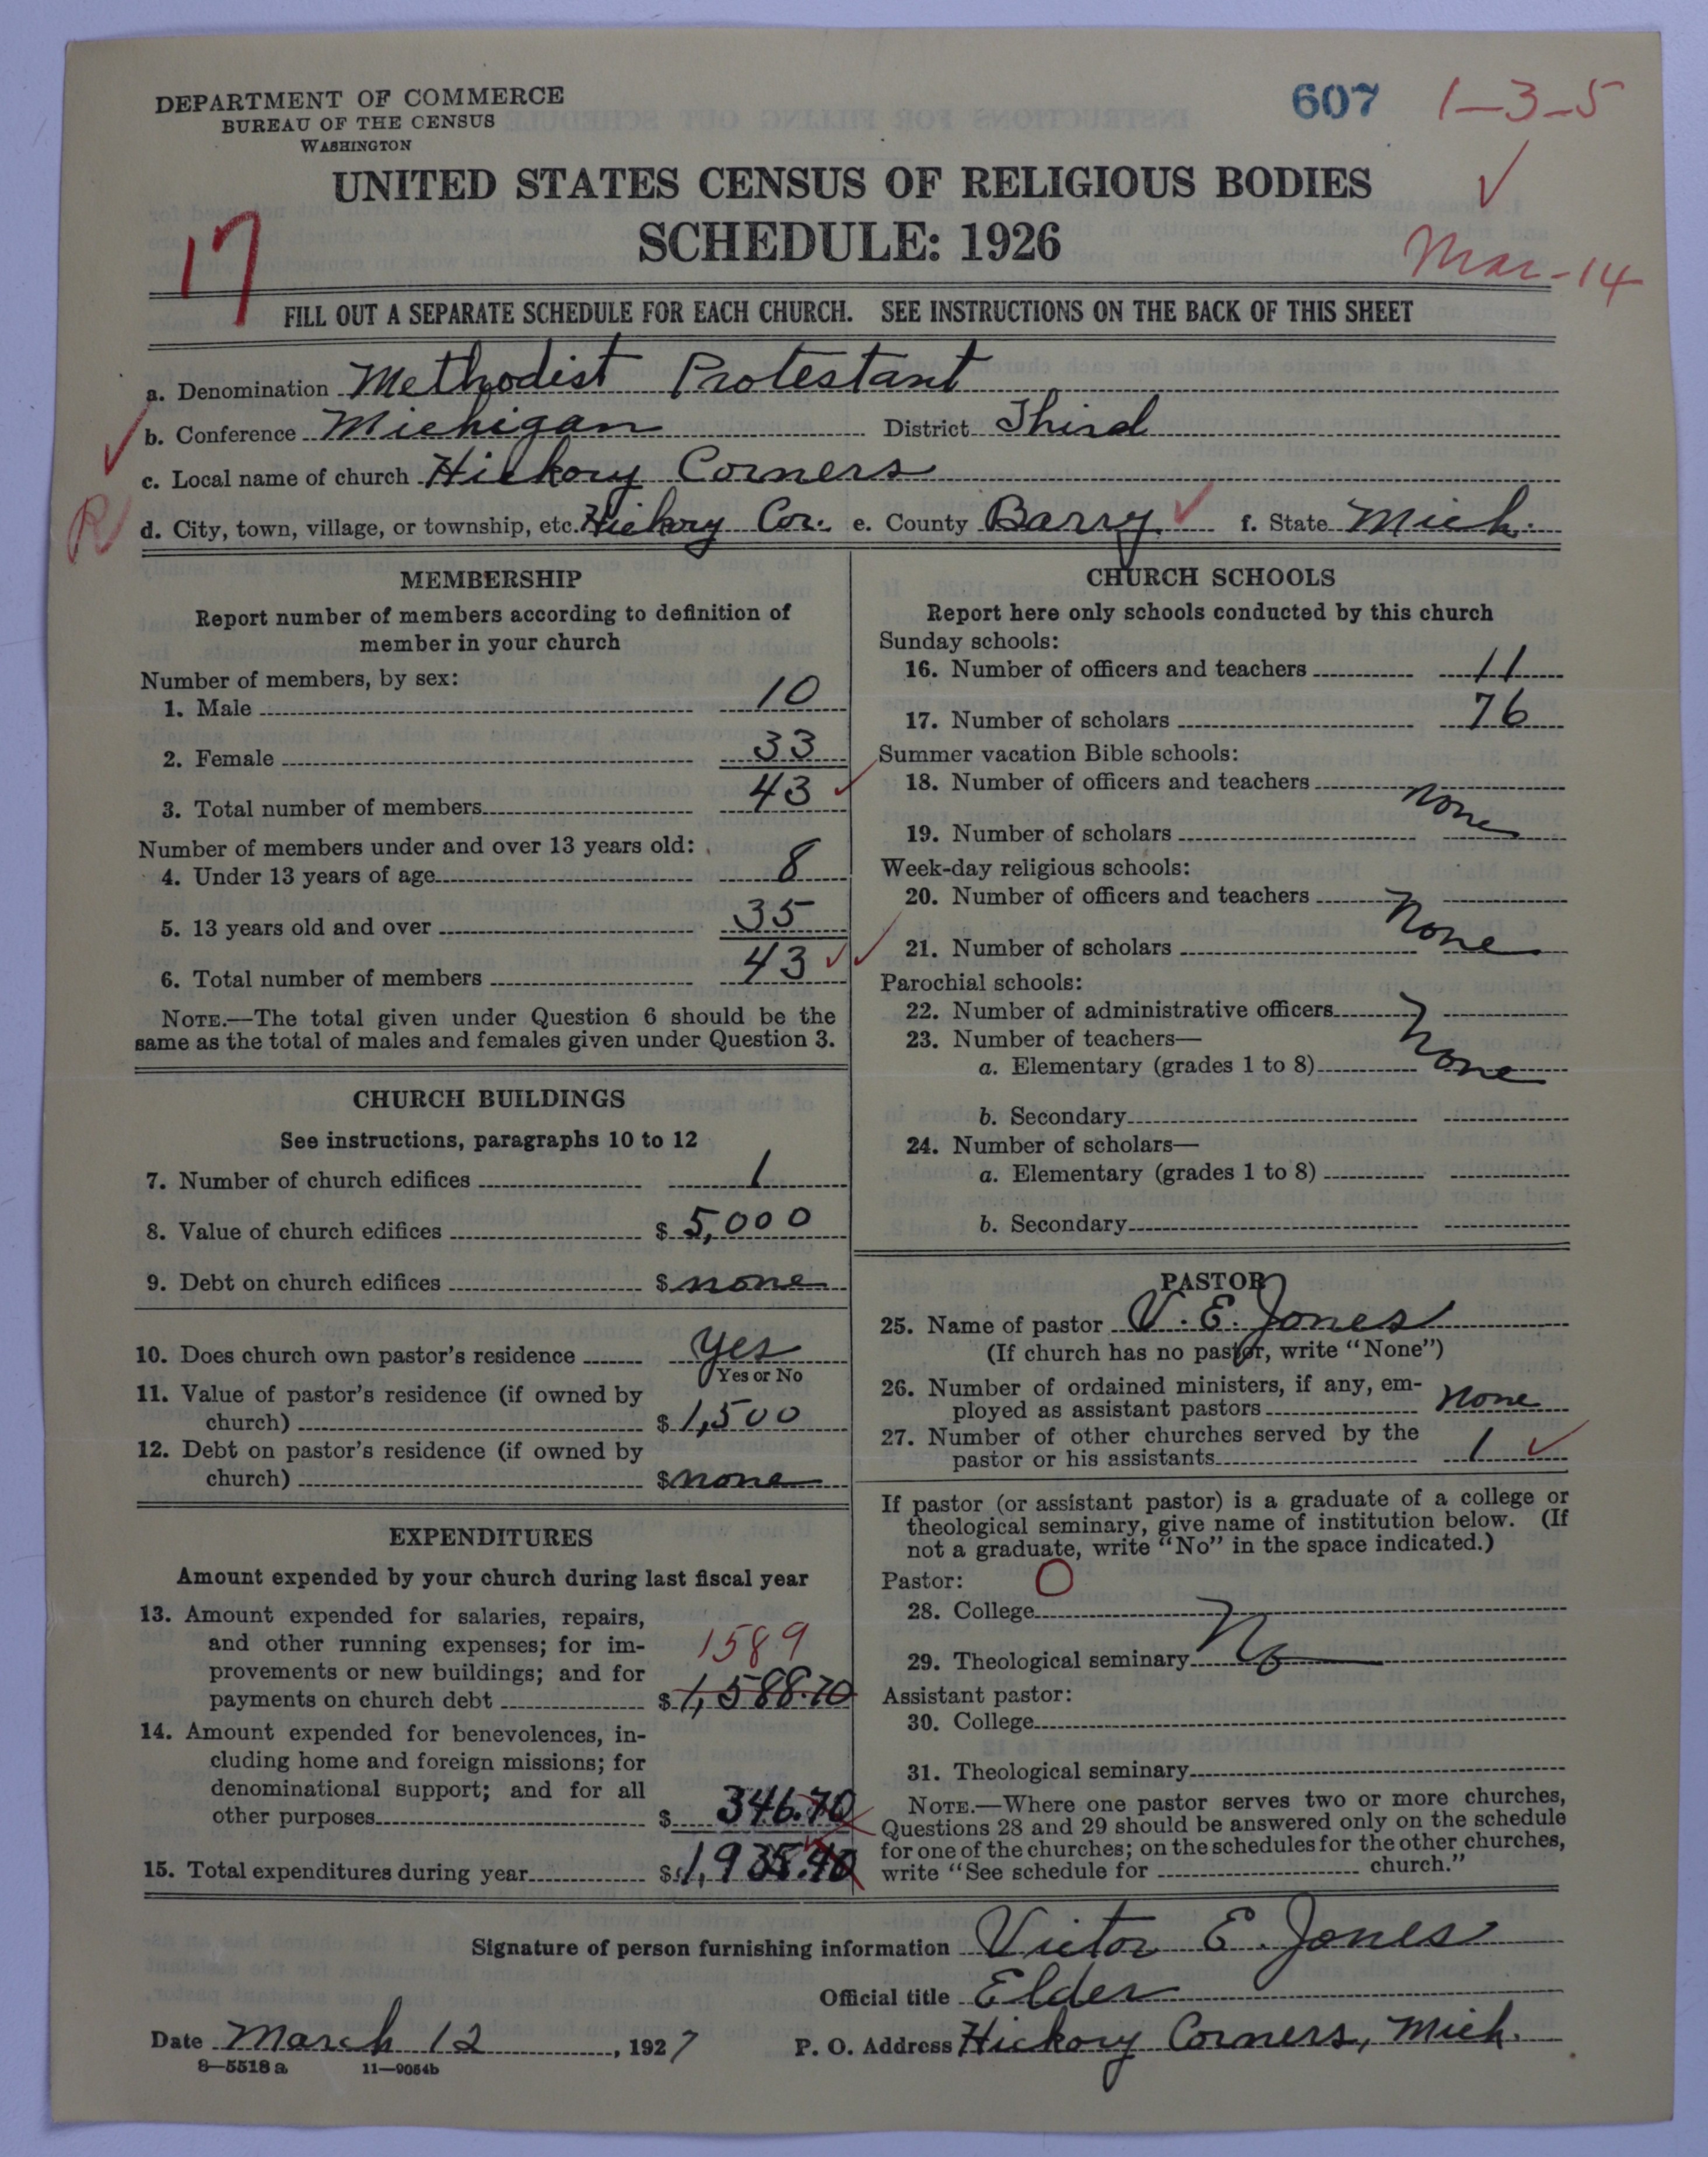 DEPARTMENT OF COMMERCE
BUREAU OF THE CENSUS
WASHINGTON
607 1-3-5
UNITED STATES CENSUS OF RELIGIOUS BODIES
SCHEDULE: 1926
17
Mar-14
FILL OUT A SEPARATE SCHEDULE FOR EACH CHURCH. SEE INSTRUCTIONS ON THE BACK OF THIS SHEET
a. Denomination Methodist Protestant
b. Conference Michigan District Third
c. Local name of church Hickory Corners
R
d. City, town, village, or township, etc. Hickory Cor. e. County Barry f. State Mich.
MEMBERSHIP
Report number of members according to definition of
member in your church
Number of members, by sex:
1. Male 10
2. Female 33
3. Total number of members 43
Number of members under and over 13 years old:
4. Under 13 years of age 8
5. 13 years old and over 35
6. Total number of members 43
NOTE.—The total given under Question 6 should be the
same as the total of males and females given under Question 3.
CHURCH BUILDINGS
See instructions, paragraphs 10 to 12
7. Number of church edifices 1
8. Value of church edifices $ 5,000
9. Debt on church edifices $ none
10. Does church own pastor's residence Yes
Yes or No
11. Value of pastor's residence (if owned by
church) $ 1,500
12. Debt on pastor's residence (if owned by
church) $ none
EXPENDITURES
Amount expended by your church during last fiscal year
13. Amount expended for salaries, repairs,
and other running expenses; for im-
provements or new buildings; and for
1589
payments on church debt $ 1,588.70
14. Amount expended for benevolences, in-
cluding home and foreign missions; for
denominational support; and for all
other purposes $ 346.70
15. Total expenditures during year $ 1,935.40
CHURCH SCHOOLS
Report here only schools conducted by this church
Sunday schools:
16. Number of officers and teachers 11
17. Number of scholars 76
Summer vacation Bible schools:
18. Number of officers and teachers
none
19. Number of scholars
Week-day religious schools:
20. Number of officers and teachers
None
21. Number of scholars
Parochial schools:
22. Number of administrative officers
23. Number of teachers—
None
a. Elementary (grades 1 to 8)
b. Secondary
24. Number of scholars—
a. Elementary (grades 1 to 8)
b. Secondary
PASTOR
25. Name of pastor V. E. Jones
(If church has no pastor, write "None")
26. Number of ordained ministers, if any, em-
ployed as assistant pastors none
27. Number of other churches served by the
pastor or his assistants 1
If pastor (or assistant pastor) is a graduate of a college or
theological seminary, give name of institution below. (If
not a graduate, write "No" in the space indicated.)
Pastor: O
28. College
29. Theological seminary No
Assistant pastor:
30. College
31. Theological seminary
NOTE.—Where one pastor serves two or more churches,
Questions 28 and 29 should be answered only on the schedule
for one of the churches; on the schedules for the other churches,
write "See schedule for church."
Signature of person furnishing information Victor E. Jones
Official title Elder
Date March 12, 1927 P. O. Address Hickory Corners, Mich.
8—5518 a 11—9054b